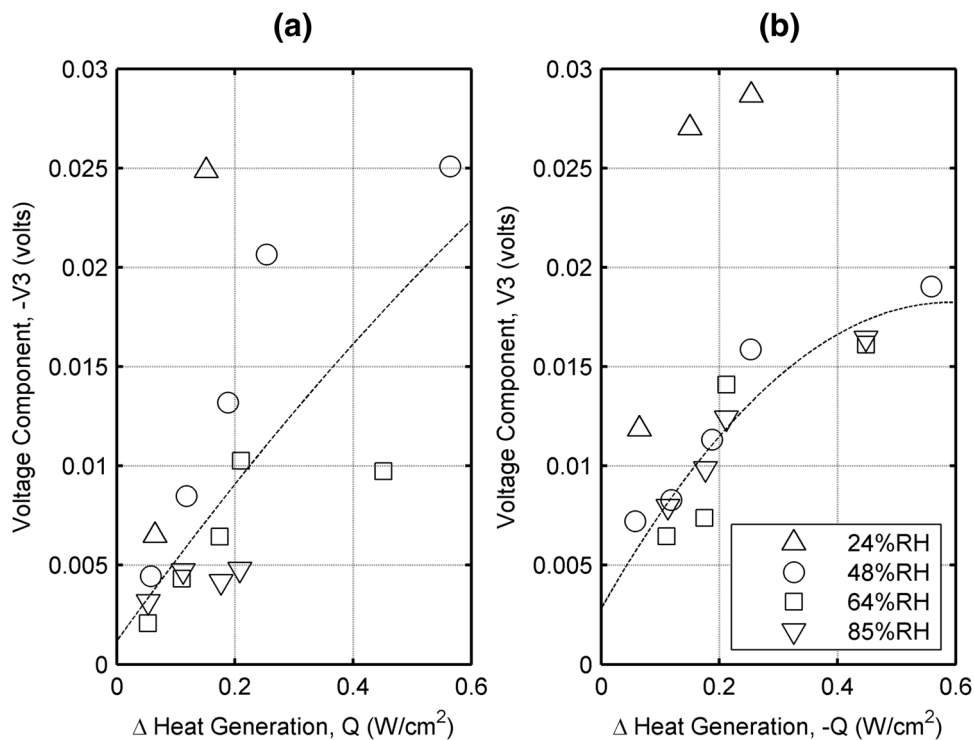 (a)
0.03
0.025
0.02
0.015
0.01
0.005
0
0
0.2
0.4
0.6
Voltage Component, -V3 (volts)
Δ Heat Generation, Q (W/cm²)
(b)
0.03
0.025
0.02
0.015
0.01
0.005
0
0
0.2
0.4
0.6
Voltage Component, V3 (volts)
Δ Heat Generation, -Q (W/cm²)
24%RH
48%RH
64%RH
85%RH